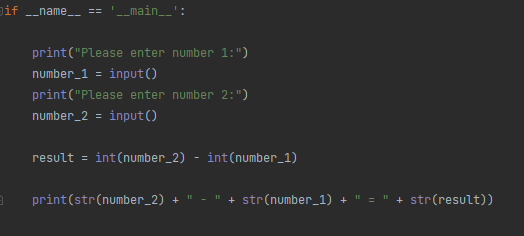 if __name__ == '__main__':
print("Please enter number 1:")
number_1 = input()
print("Please enter number 2:")
number_2 = input()
result = int(number_2) - int(number_1)
print(str(number_2) + " - " + str(number_1) + " = " + str(result))